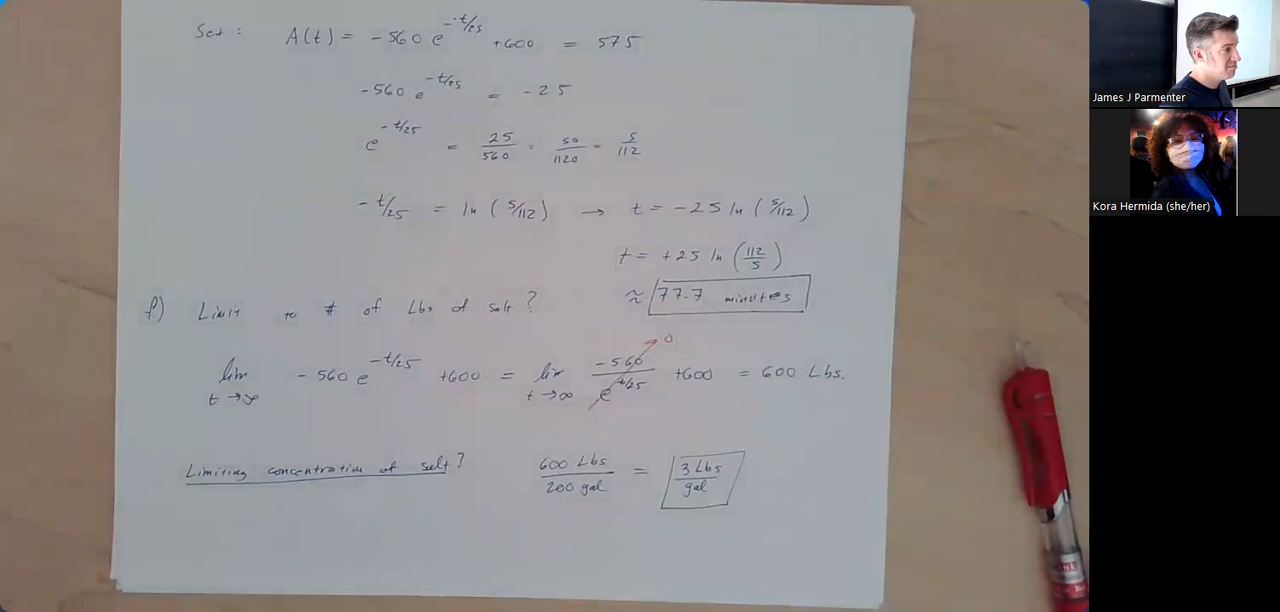 Set : A(t) = -560 e^{-t/25} +600 = 575
-560 e^{-t/25} = -25
e^{-t/25} = 25/560 = 50/1120 = 5/112
-t/25 = ln (5/112) → t = -25 ln (5/112)
t = +25 ln (112/5)
≈ 77.7 minutes
f) Limit to # of Lbs of salt?
lim t→∞ -560 e^{-t/25} +600 = lim t→∞ -560/e^{t/25} +600 = 600 Lbs.
0
Limiting concentration of salt? 600 Lbs/200 gal = 3 Lbs/gal
James J Parmenter
Kora Hermida (she/her)